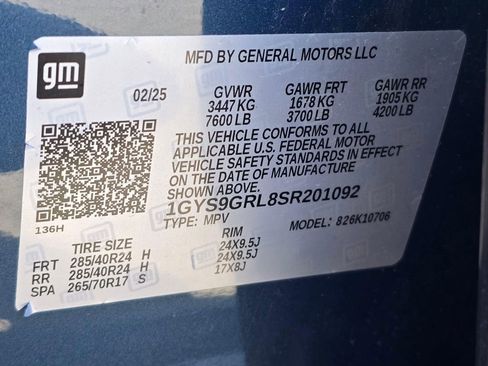 gm
MFD BY GENERAL MOTORS LLC
02/25 GVWR GAWR FRT GAWR RR
3447 KG 1678 KG 1905 KG
7600 LB 3700 LB 4200 LB
THIS VEHICLE CONFORMS TO ALL
APPLICABLE U.S. FEDERAL MOTOR
VEHICLE SAFETY STANDARDS IN EFFECT
ON THE DATE OF MANUFACTURE
SHOWN ABOVE.
1GYS9GRL8SR201092
136H TYPE: MPV MODEL: 826K10706
TIRE SIZE RIM
FRT 285/40R24 H 24X9.5J
RR 285/40R24 H 24X9.5J
SPA 265/70R17 S 17X8J